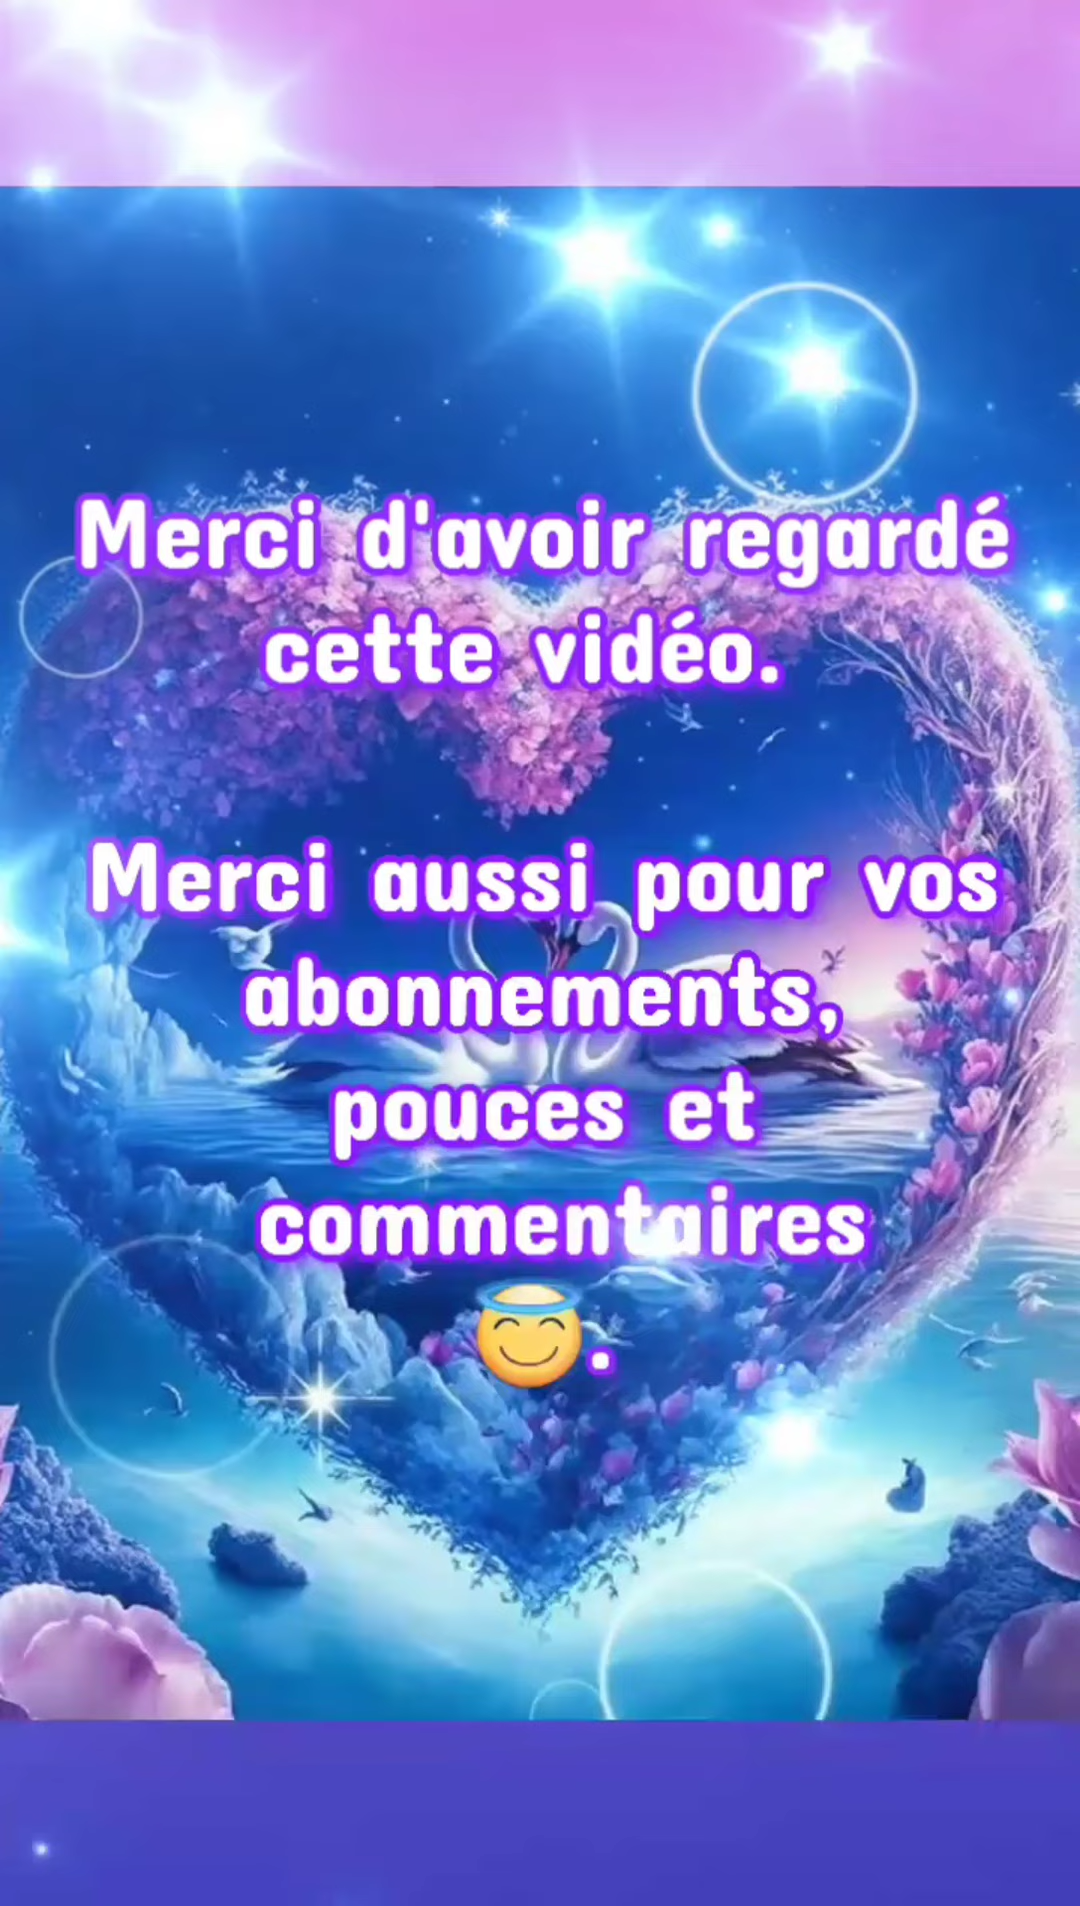 Merci d'avoir regardé
cette vidéo.
Merci aussi pour vos
abonnements,
pouces et
commentaires
😇.